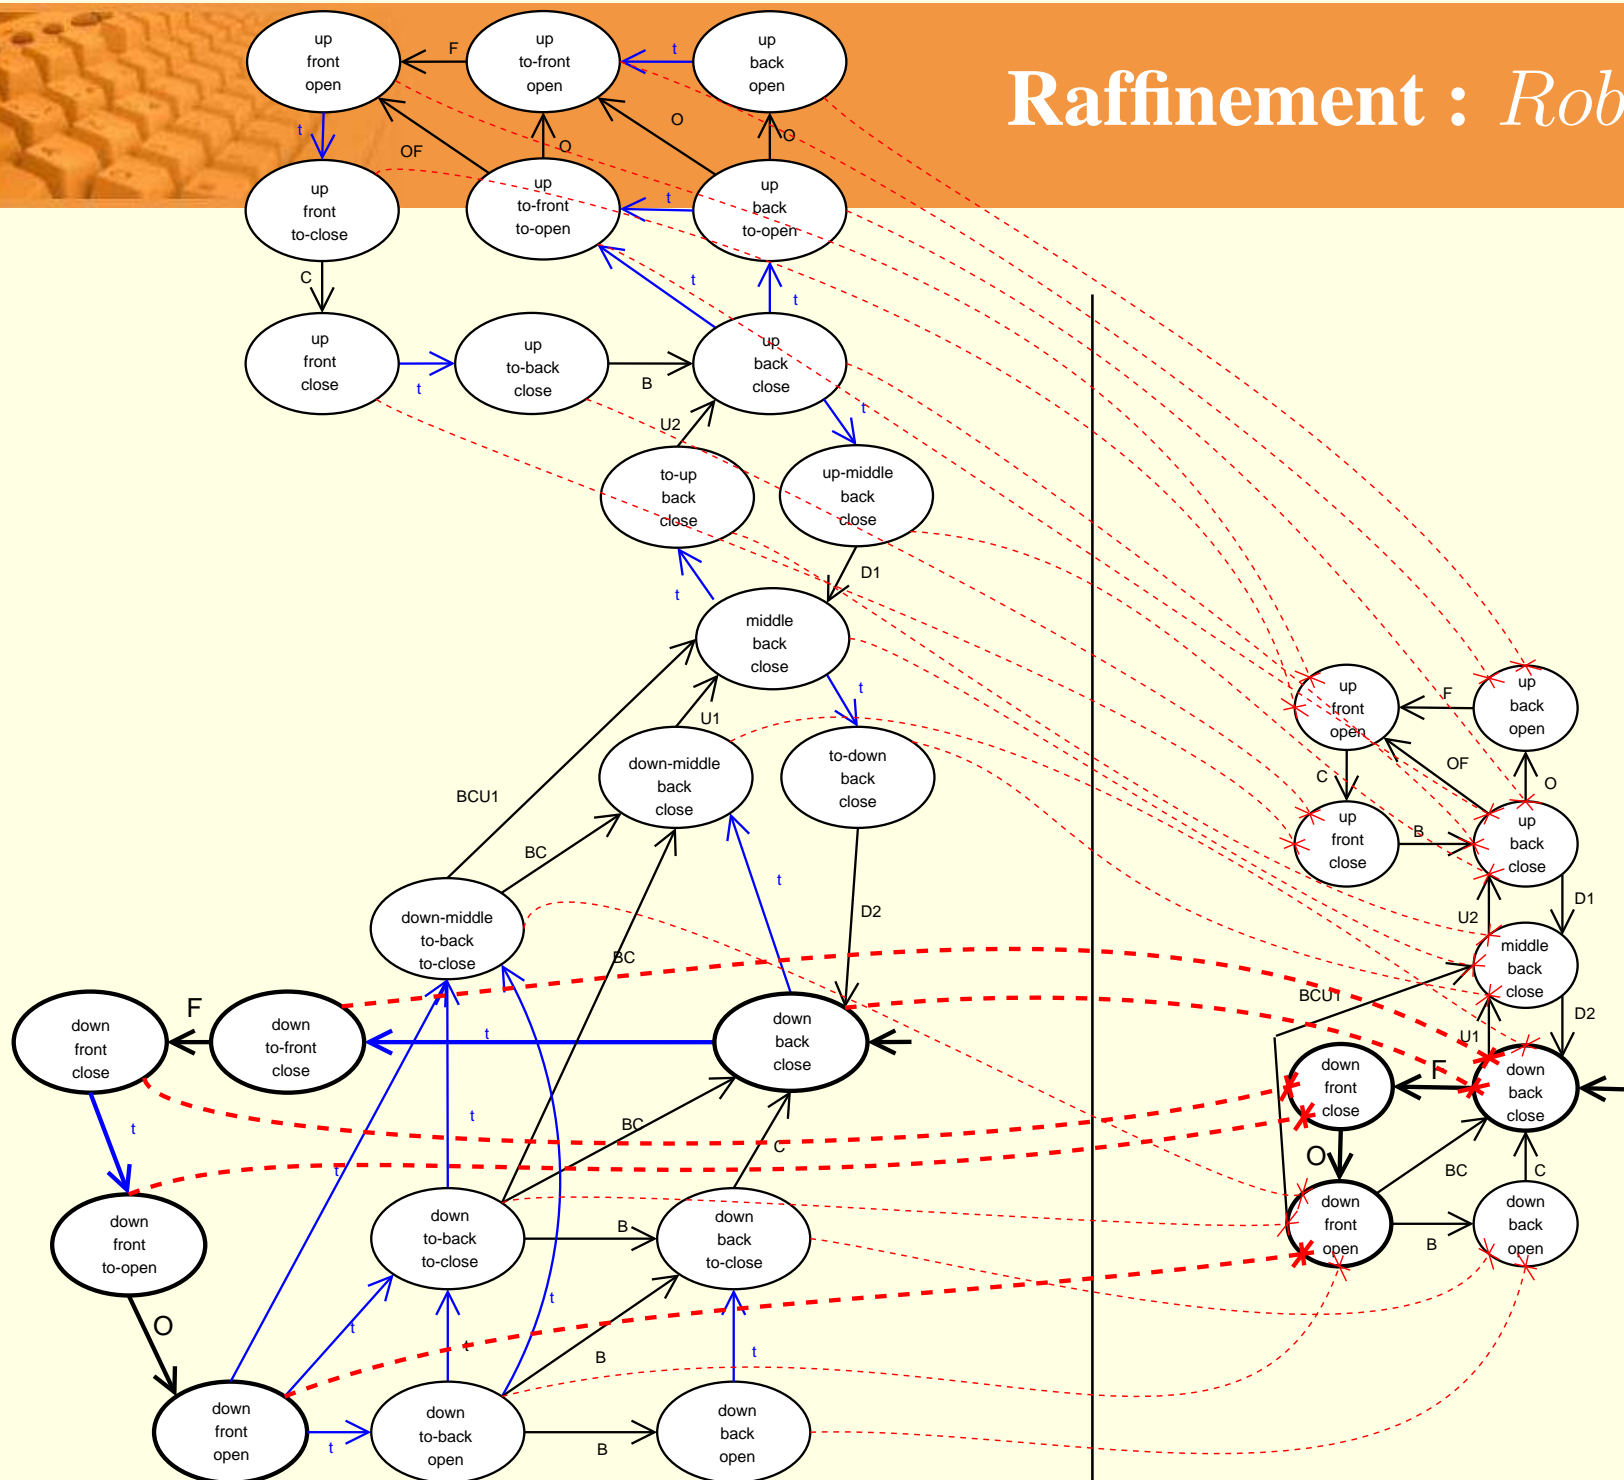 Raffinement : Rob
up
front
open
F
up
to-front
open
t
up
back
open
t
OF
O
O
O
up
front
to-close
up
to-front
to-open
t
up
back
to-open
C
t
t
up
front
close
t
up
to-back
close
B
up
back
close
U2
t
to-up
back
close
up-middle
back
close
D1
t
middle
back
close
t
U1
down-middle
back
close
to-down
back
close
BCU1
BC
t
D2
down-middle
to-back
to-close
BC
down
front
close
F
down
to-front
close
t
down
back
close
t
t
BC
C
t
down
front
to-open
down
to-back
to-close
B
down
back
to-close
O
t
t
t
B
t
down
front
open
t
down
to-back
open
B
down
back
open
up
front
open
F
up
back
open
C
OF
O
up
front
close
B
up
back
close
U2
D1
middle
back
close
BCU1
U1
D2
down
front
close
F
down
back
close
O
BC
C
down
front
open
B
down
back
open